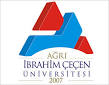 AĞRI
İBRAHİM ÇEÇEN
ÜNİVERSİTESİ
2007